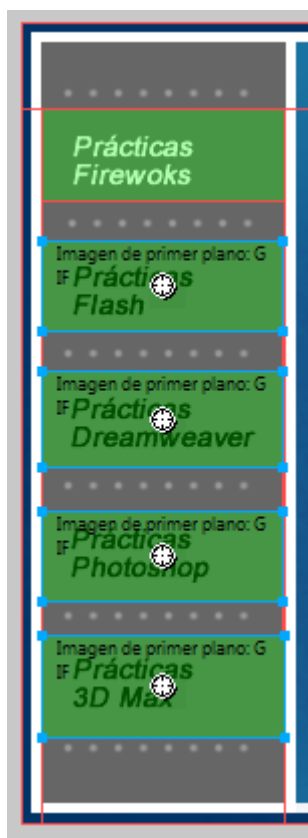 Prácticas
Firewoks
Imagen de primer plano: G
IF Prácticas
Flash
Imagen de primer plano: G
IF Prácticas
Dreamweaver
Imagen de primer plano: G
IF Prácticas
Photoshop
Imagen de primer plano: G
IF Prácticas
3D Max